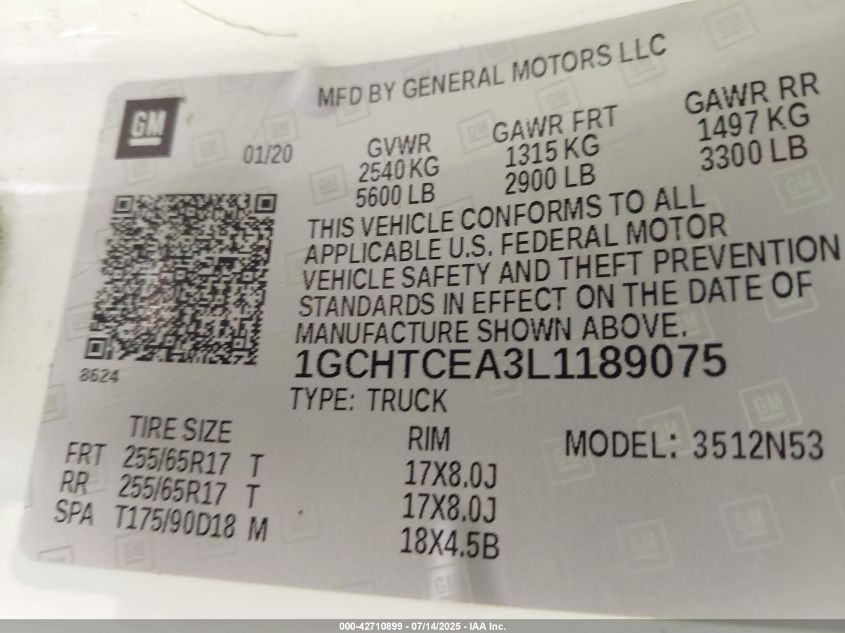 MFD BY GENERAL MOTORS LLC
GM
01/20
GVWR
2540 KG
5600 LB
GAWR FRT
1315 KG
2900 LB
GAWR RR
1497 KG
3300 LB
THIS VEHICLE CONFORMS TO ALL
APPLICABLE U.S. FEDERAL MOTOR
VEHICLE SAFETY AND THEFT PREVENTION
STANDARDS IN EFFECT ON THE DATE OF
MANUFACTURE SHOWN ABOVE.
8624
1GCHTCEA3L1189075
TYPE: TRUCK
MODEL: 3512N53
TIRE SIZE RIM
FRT 255/65R17 T 17X8.0J
RR 255/65R17 T 17X8.0J
SPA T175/90D18 M 18X4.5B
000-42710899 - 07/14/2025 - IAA Inc.